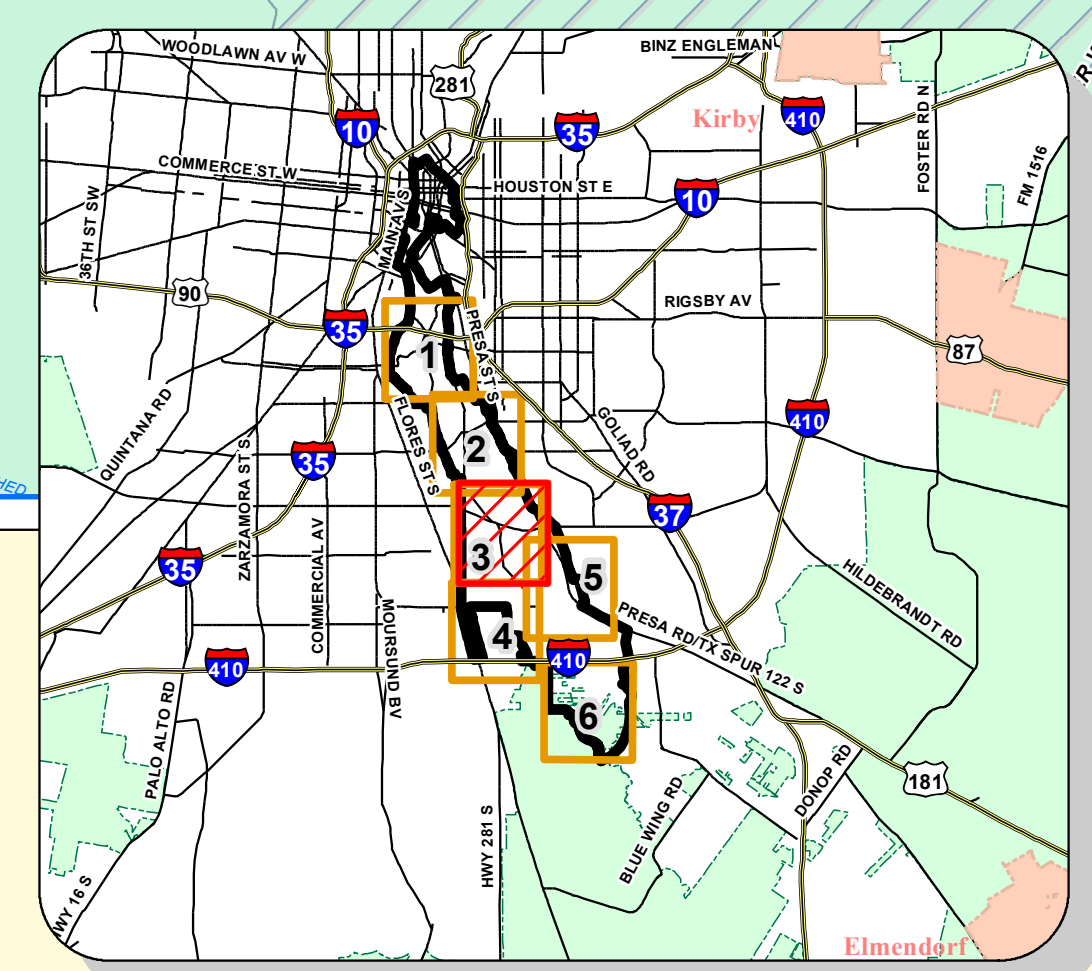 BINZ ENGLEMAN
WOODLAWN AV W
281
410
10
35
Kirby
FOSTER RD N
FM 1516
COMMERCE ST W
HOUSTON ST E
10
36TH ST SW
MAIN AV S
90
35
RIGSBY AV
PRESA ST S
1
87
QUINTANA RD
FLORES ST S
GOLIAD RD
410
2
35
ZARZAMORA ST S
37
HED
3
35
COMMERCIAL AV
5
HILDEBRANDT RD
MOURSUND BV
PRESA RD/TX SPUR 122 S
4
410
410
PALO ALTO RD
6
181
DONOP RD
HWY 281 S
BLUE WING RD
HWY 16 S
Elmendorf